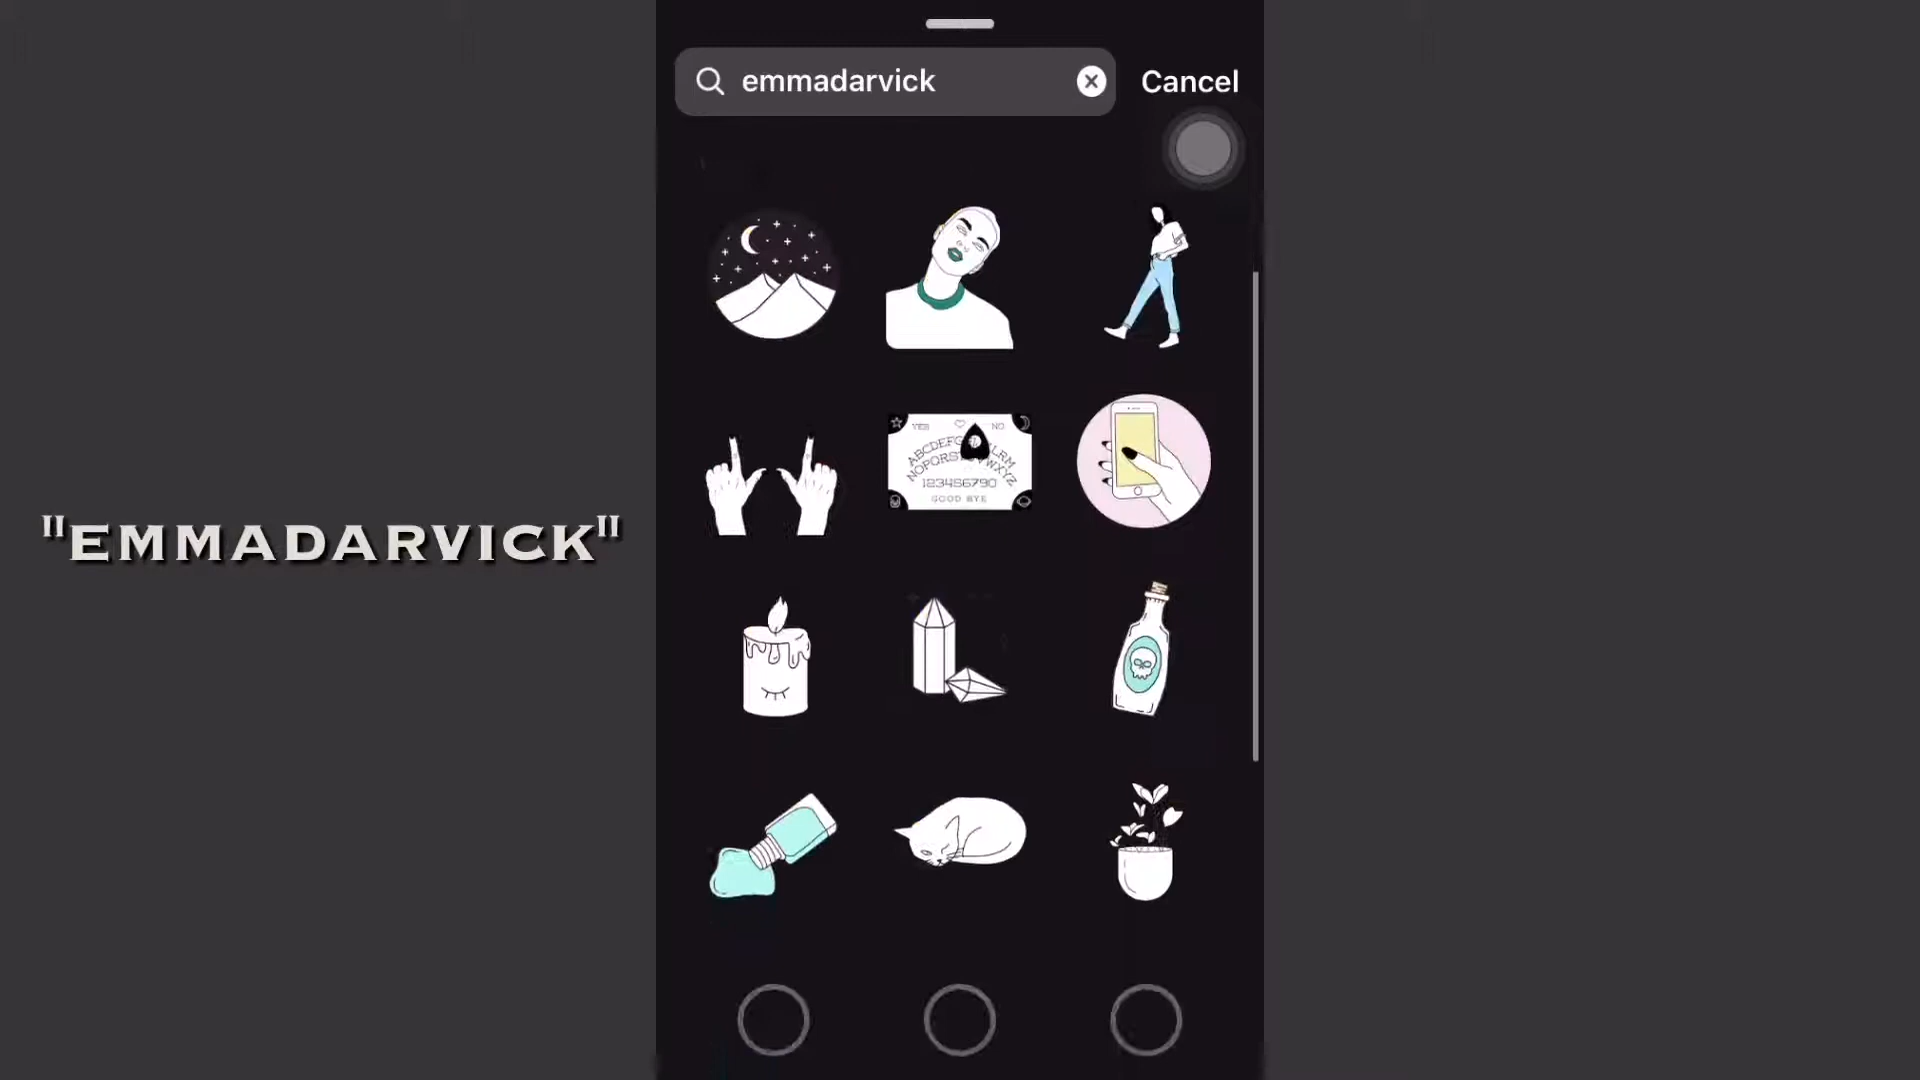 emmadarvick
Cancel
"EMMADARVICK"
YES
NO
1234567890
GOOD BYE